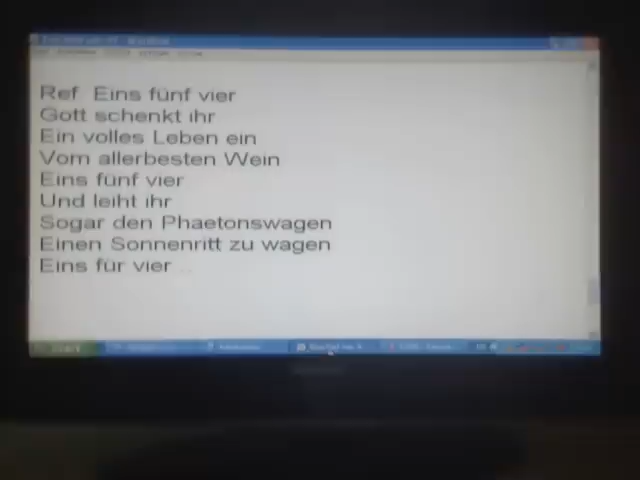 Ref Eins fünf vier
Gott schenkt ihr
Ein volles Leben ein
Vom allerbesten Wein
Eins fünf vier
Und leiht ihr
Sogar den Phaetonswagen
Einen Sonnenritt zu wagen
Eins für vier